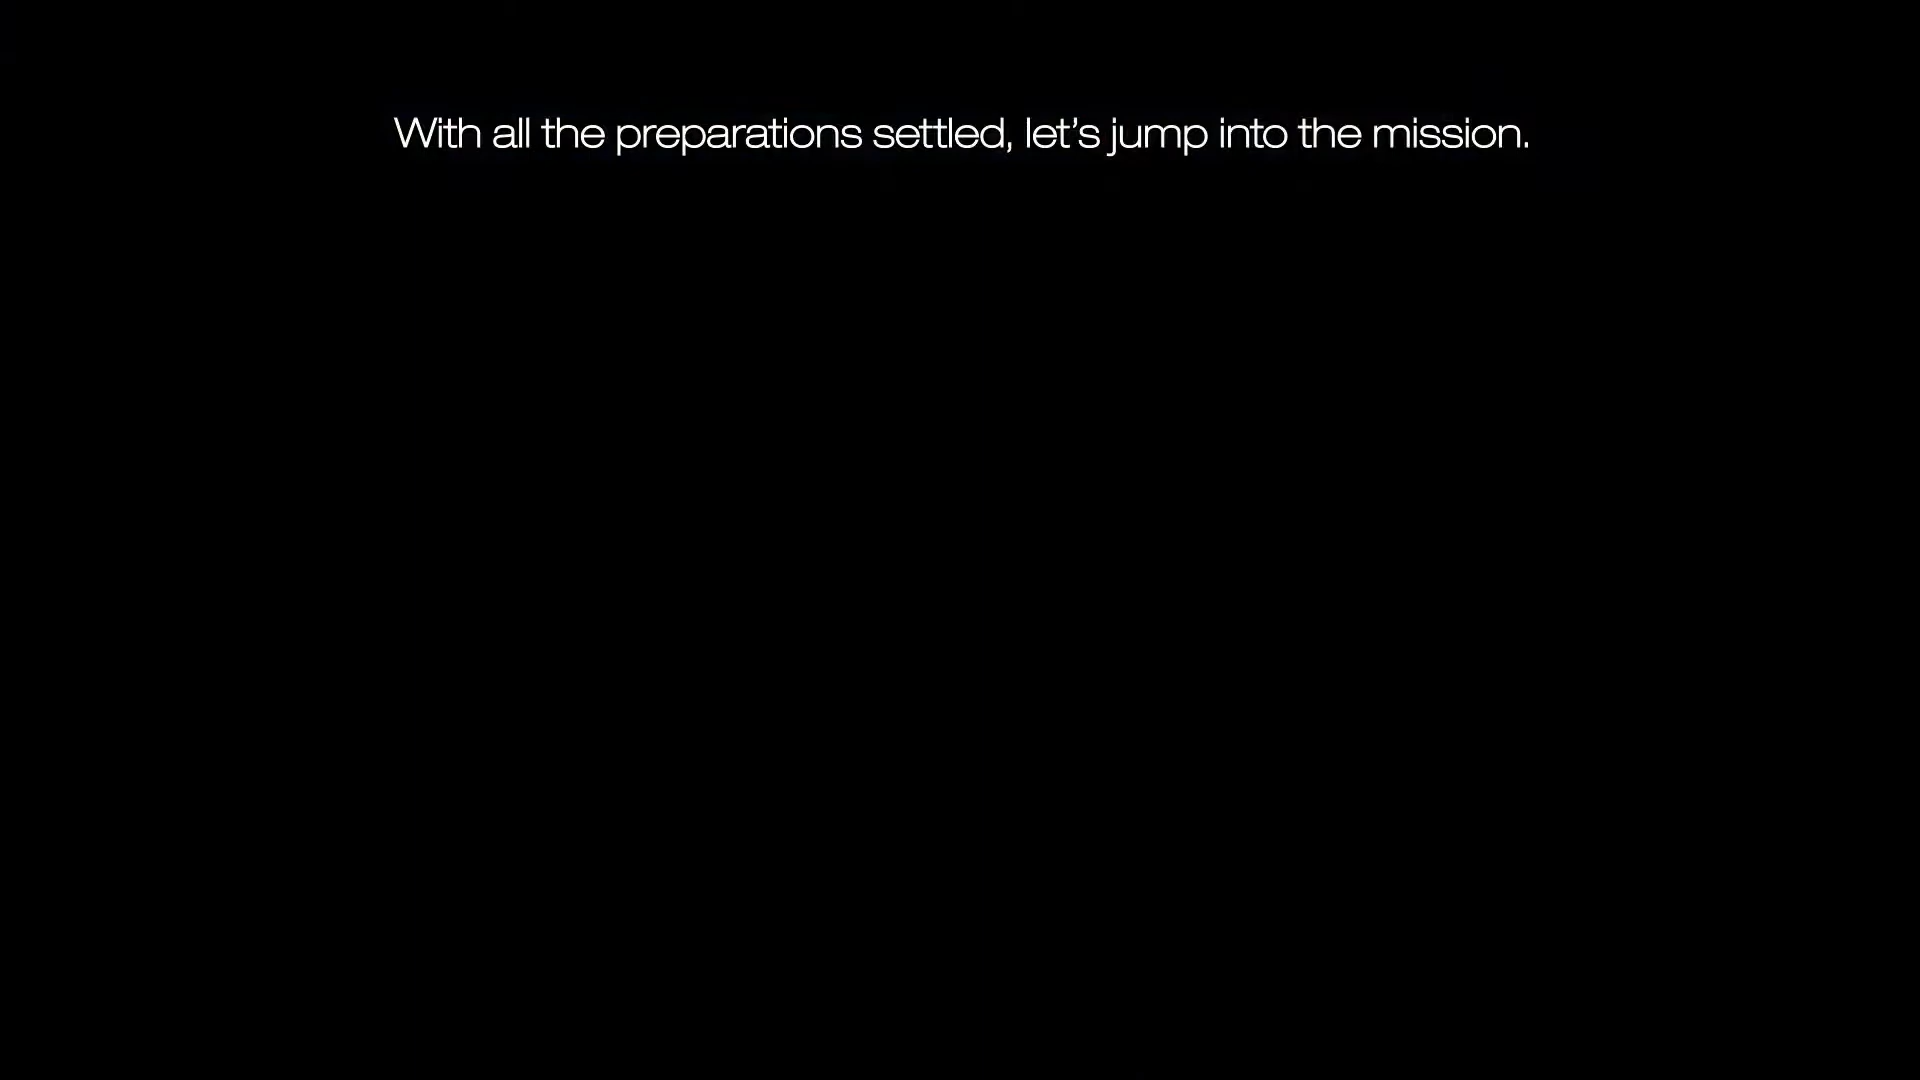 With all the preparations settled, let’s jump into the mission.